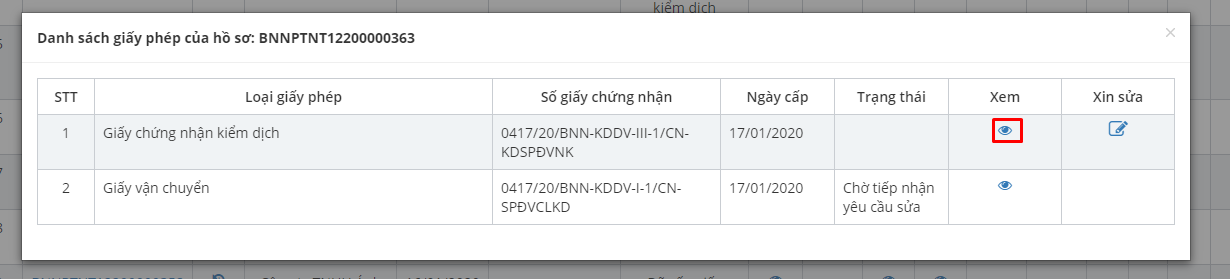 kiểm dịch
Danh sách giấy phép của hồ sơ: BNNPTNT12200000363
×
STT Loại giấy phép Số giấy chứng nhận Ngày cấp Trạng thái Xem Xin sửa
1 Giấy chứng nhận kiểm dịch 0417/20/BNN-KDDV-III-1/CN- 17/01/2020
KDSPĐVNK
2 Giấy vận chuyển 0417/20/BNN-KDDV-I-1/CN- 17/01/2020 Chờ tiếp nhận
SPĐVCLKD yêu cầu sửa